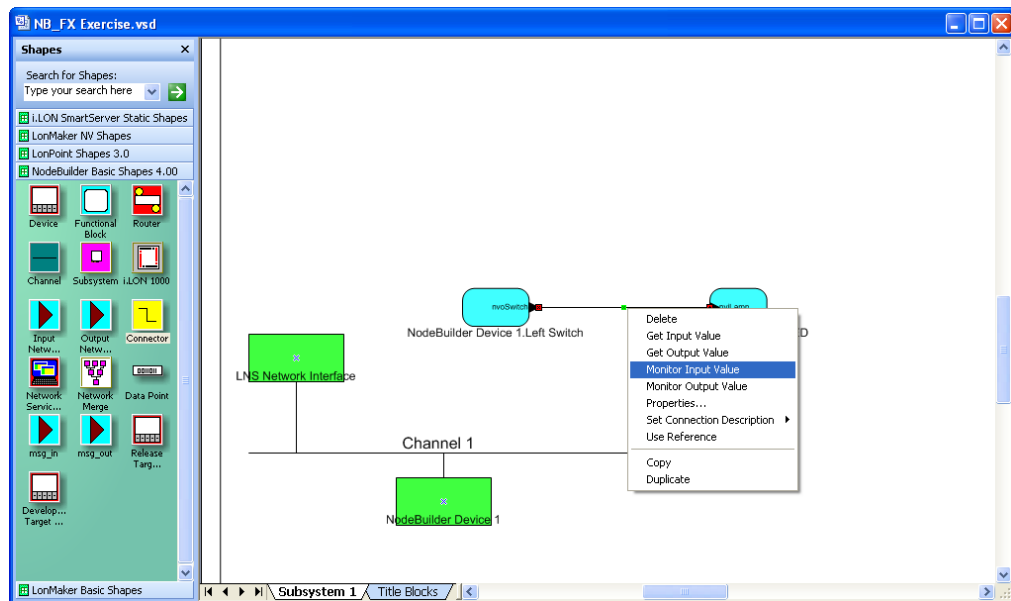 NB_FX Exercise.vsd
Shapes
Search for Shapes:
Type your search here
i.LON SmartServer Static Shapes
LonMaker NV Shapes
LonPoint Shapes 3.0
NodeBuilder Basic Shapes 4.00
Device
Functional Block
Router
Channel
Subsystem
i.LON 1000
Input Netw...
Output Netw...
Connector
Network Servic...
Network Merge
Data Point
msg_in
msg_out
Release Targ...
Develop... Target ...
LonMaker Basic Shapes
nvoSwitch
NodeBuilder Device 1.Left Switch
nviLamp
D
LNS Network Interface
Channel 1
NodeBuilder Device 1
Delete
Get Input Value
Get Output Value
Monitor Input Value
Monitor Output Value
Properties...
Set Connection Description
Use Reference
Copy
Duplicate
Subsystem 1
Title Blocks